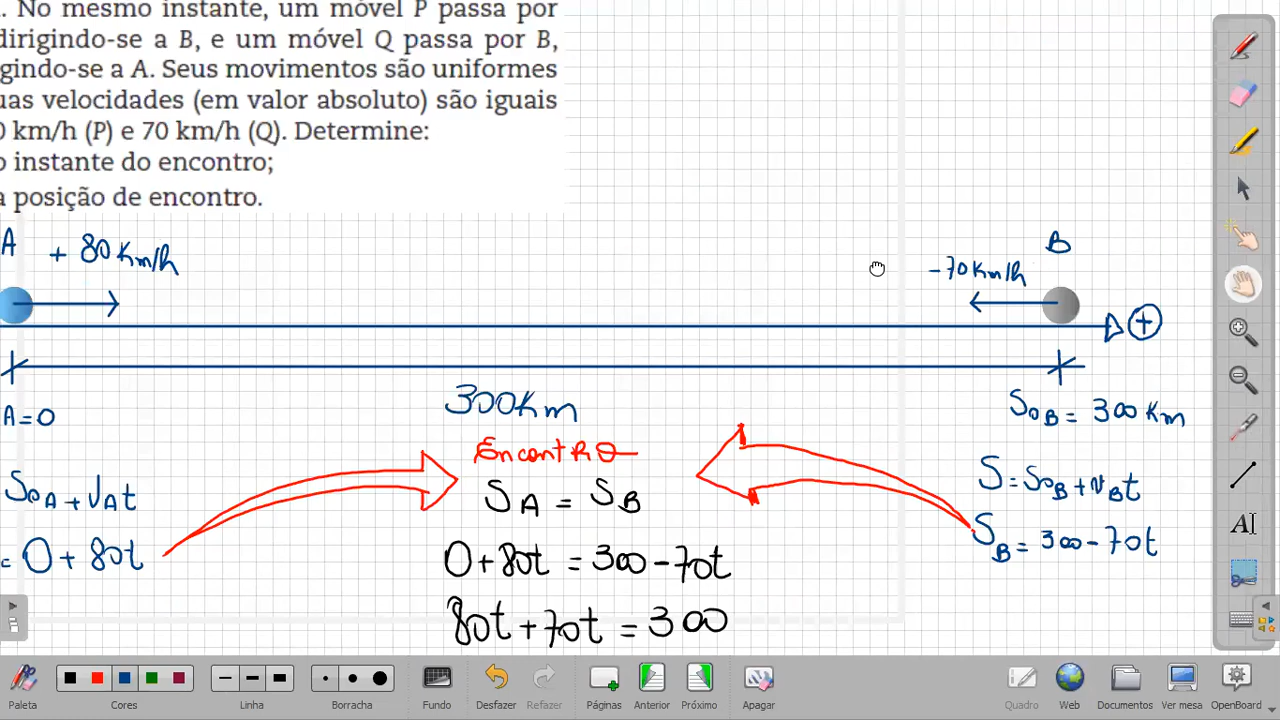 . No mesmo instante, um móvel P passa por
dirigindo-se a B, e um móvel Q passa por B,
gindo-se a A. Seus movimentos são uniformes
uas velocidades (em valor absoluto) são iguais
0 km/h (P) e 70 km/h (Q). Determine:
o instante do encontro;
a posição de encontro.
A
+ 80 Km/h
B
-70 Km/h
+
300 Km
A = 0
S0B = 300 Km
Encontro
S0A + VAt
SA = SB
S = S0B + VBt
= 0 + 80t
0 + 80t = 300 - 70t
SB = 300 - 70t
80t + 70t = 300
A
Paleta
Cores
Linha
Borracha
Fundo
Desfazer
Refazer
Páginas
Anterior
Próximo
Apagar
Quadro
Web
Documentos
Ver mesa
OpenBoard